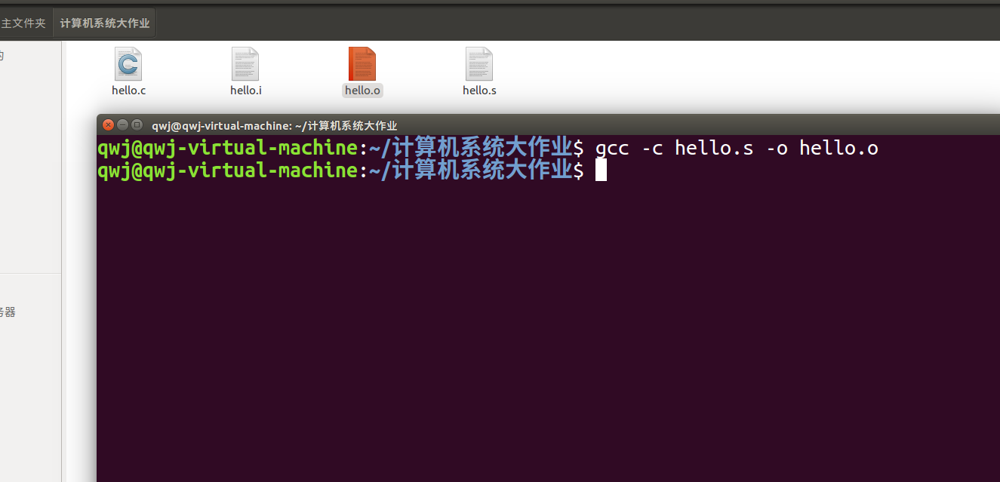 主文件夹 计算机系统大作业
的
hello.c hello.i hello.o hello.s
qwj@qwj-virtual-machine: ~/计算机系统大作业
qwj@qwj-virtual-machine:~/计算机系统大作业$ gcc -c hello.s -o hello.o
qwj@qwj-virtual-machine:~/计算机系统大作业$
务器